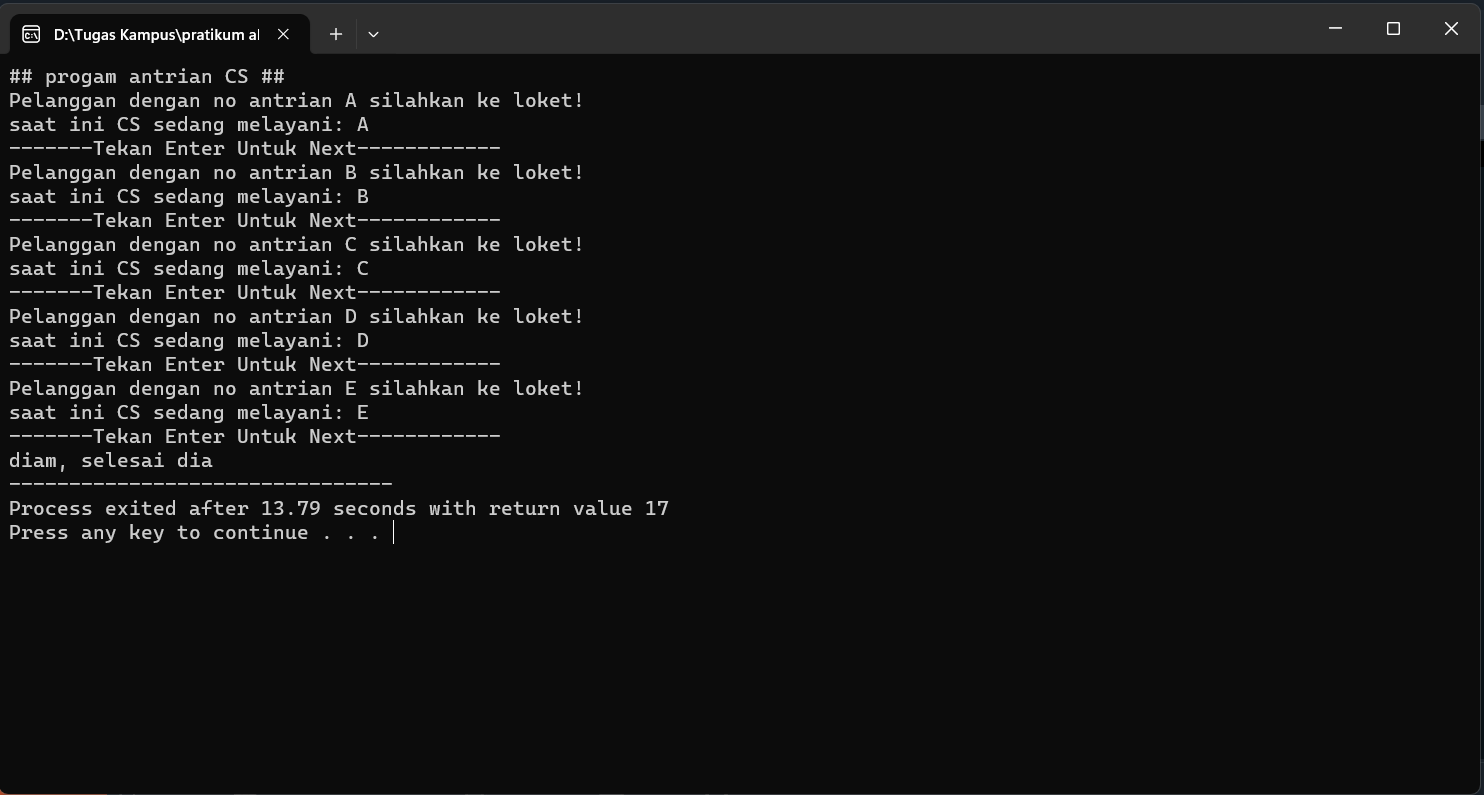 D:\Tugas Kampus\pratikum al
## progam antrian CS ##
Pelanggan dengan no antrian A silahkan ke loket!
saat ini CS sedang melayani: A
-------Tekan Enter Untuk Next------------
Pelanggan dengan no antrian B silahkan ke loket!
saat ini CS sedang melayani: B
-------Tekan Enter Untuk Next------------
Pelanggan dengan no antrian C silahkan ke loket!
saat ini CS sedang melayani: C
-------Tekan Enter Untuk Next------------
Pelanggan dengan no antrian D silahkan ke loket!
saat ini CS sedang melayani: D
-------Tekan Enter Untuk Next------------
Pelanggan dengan no antrian E silahkan ke loket!
saat ini CS sedang melayani: E
-------Tekan Enter Untuk Next------------
diam, selesai dia
--------------------------------
Process exited after 13.79 seconds with return value 17
Press any key to continue . . .